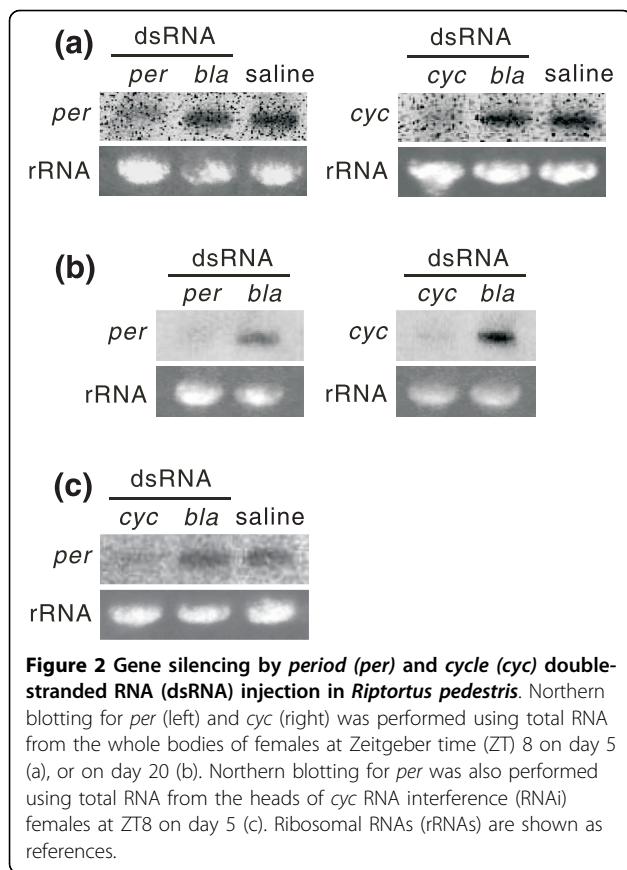 (a)
dsRNA
per bla saline
per
rRNA
dsRNA
cyc bla saline
cyc
rRNA
(b)
dsRNA
per bla
per
rRNA
dsRNA
cyc bla
cyc
rRNA
(c)
dsRNA
cyc bla saline
per
rRNA
Figure 2 Gene silencing by period (per) and cycle (cyc) double-
stranded RNA (dsRNA) injection in Riptortus pedestris. Northern
blotting for per (left) and cyc (right) was performed using total RNA
from the whole bodies of females at Zeitgeber time (ZT) 8 on day 5
(a), or on day 20 (b). Northern blotting for per was also performed
using total RNA from the heads of cyc RNA interference (RNAi)
females at ZT8 on day 5 (c). Ribosomal RNAs (rRNAs) are shown as
references.